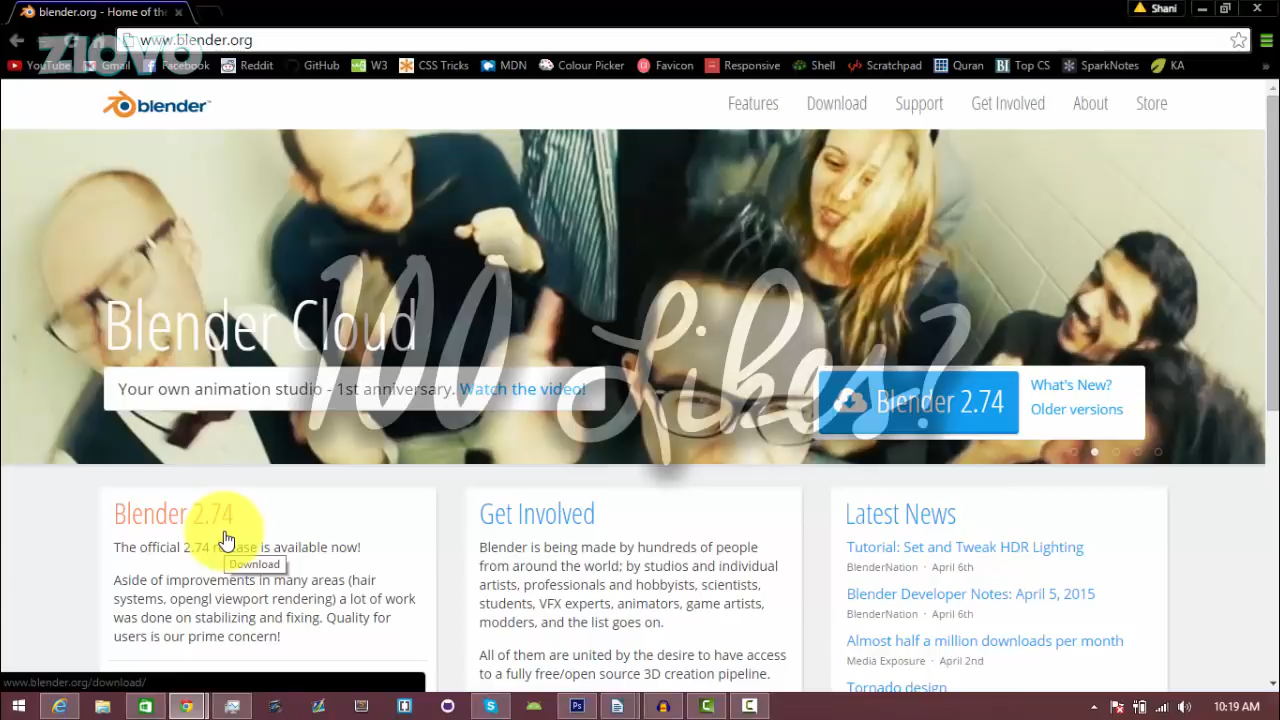 blender.org - Home of the
Shani
www.blender.org
ZIOVO
YouTube Gmail Facebook Reddit GitHub W3 CSS Tricks MDN Colour Picker Favicon Responsive Shell Scratchpad Quran Top CS SparkNotes KA »
blender
Features Download Support Get Involved About Store
Blender Cloud
100 Likes?
Your own animation studio - 1st anniversary. Watch the video!
Blender 2.74
What's New?
Older versions
Blender 2.74
The official 2.74 release is available now!
Download
Aside of improvements in many areas (hair
systems, opengl viewport rendering) a lot of work
was done on stabilizing and fixing. Quality for
users is our prime concern!
Get Involved
Blender is being made by hundreds of people
from around the world; by studios and individual
artists, professionals and hobbyists, scientists,
students, VFX experts, animators, game artists,
modders, and the list goes on.
All of them are united by the desire to have access
to a fully free/open source 3D creation pipeline.
Latest News
Tutorial: Set and Tweak HDR Lighting
BlenderNation · April 6th
Blender Developer Notes: April 5, 2015
BlenderNation · April 6th
Almost half a million downloads per month
Media Exposure · April 2nd
Tornado design
www.blender.org/download/
10:19 AM